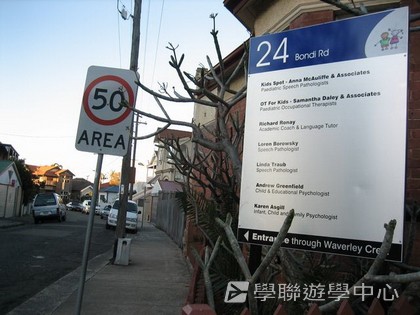 50
AREA
24 Bondi Rd
Kids Spot - Anna McAuliffe & Associates
Paediatric Speech Pathologists
OT For Kids - Samantha Daley & Associates
Paediatric Occupational Therapists
Richard Renay
Academic Coach & Language Tutor
Loren Borowsky
Speech Pathologist
Linda Traub
Speech Pathologist
Andrew Greenfield
Child & Educational Psychologist
Karen Asgill
Infant, Child and Family Psychologist
Entrance through Waverley Cre
學聯遊學中心